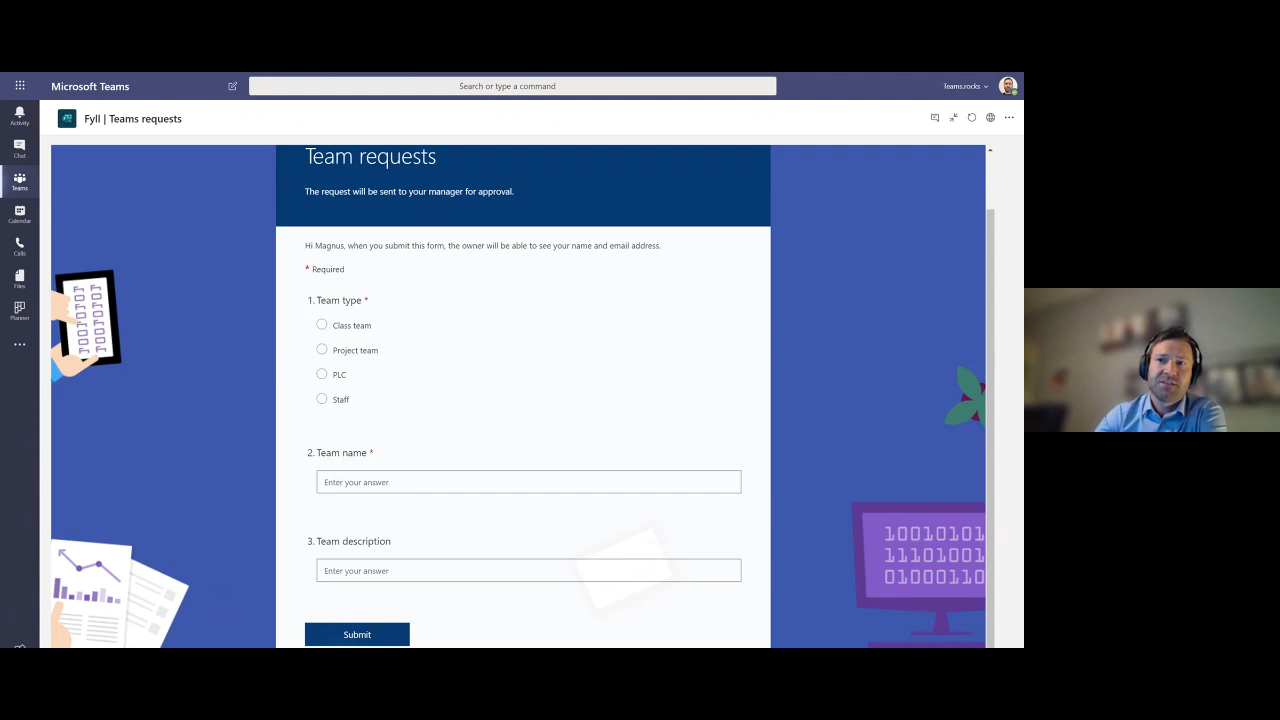 Microsoft Teams
Search or type a command
Teams.rocks
Activity
Chat
Teams
Calendar
Calls
Files
Planner
Fyll | Teams requests
Team requests
The request will be sent to your manager for approval.
Hi Magnus, when you submit this form, the owner will be able to see your name and email address.
* Required
1. Team type *
Class team
Project team
PLC
Staff
2. Team name *
Enter your answer
3. Team description
Enter your answer
Submit
10010101
11101001
01000110